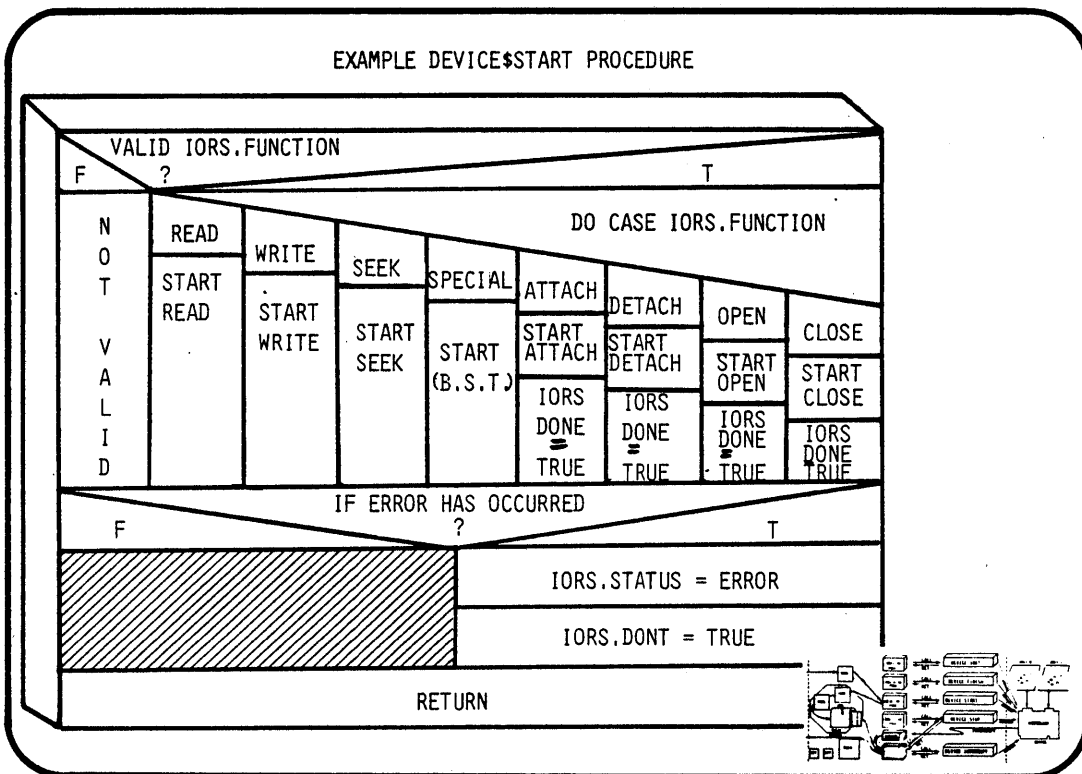 EXAMPLE DEVICE$START PROCEDURE
VALID IORS.FUNCTION
F ? T
NOT VALID
DO CASE IORS.FUNCTION
READ
START
READ
WRITE
START
WRITE
SEEK
START
SEEK
SPECIAL
START
(B.S.T.)
ATTACH
START
ATTACH
IORS
DONE
=
TRUE
DETACH
START
DETACH
IORS
DONE
=
TRUE
OPEN
START
OPEN
IORS
DONE
=
TRUE
CLOSE
START
CLOSE
IORS
DONE
=
TRUE
IF ERROR HAS OCCURRED
F ? T
IORS.STATUS = ERROR
IORS.DONT = TRUE
RETURN